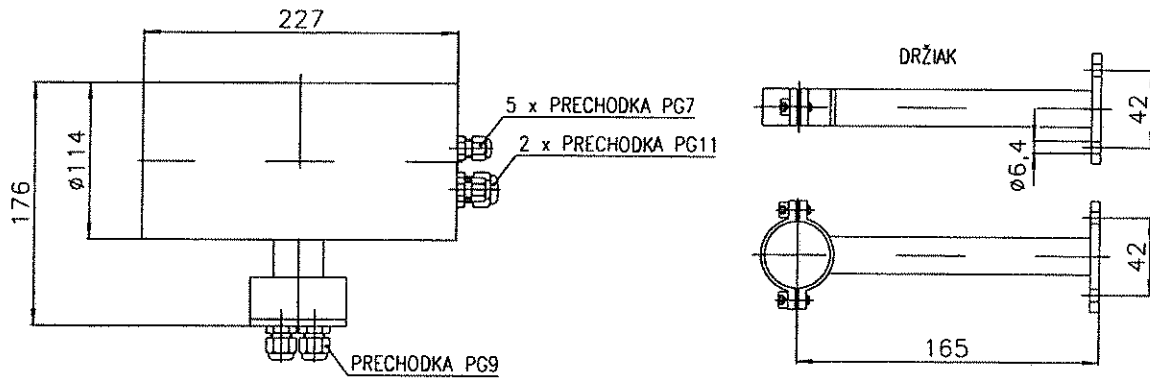 227
176
ø114
5 x PRECHODKA PG7
2 x PRECHODKA PG11
PRECHODKA PG9
DRŽIAK
42
ø6,4
42
165